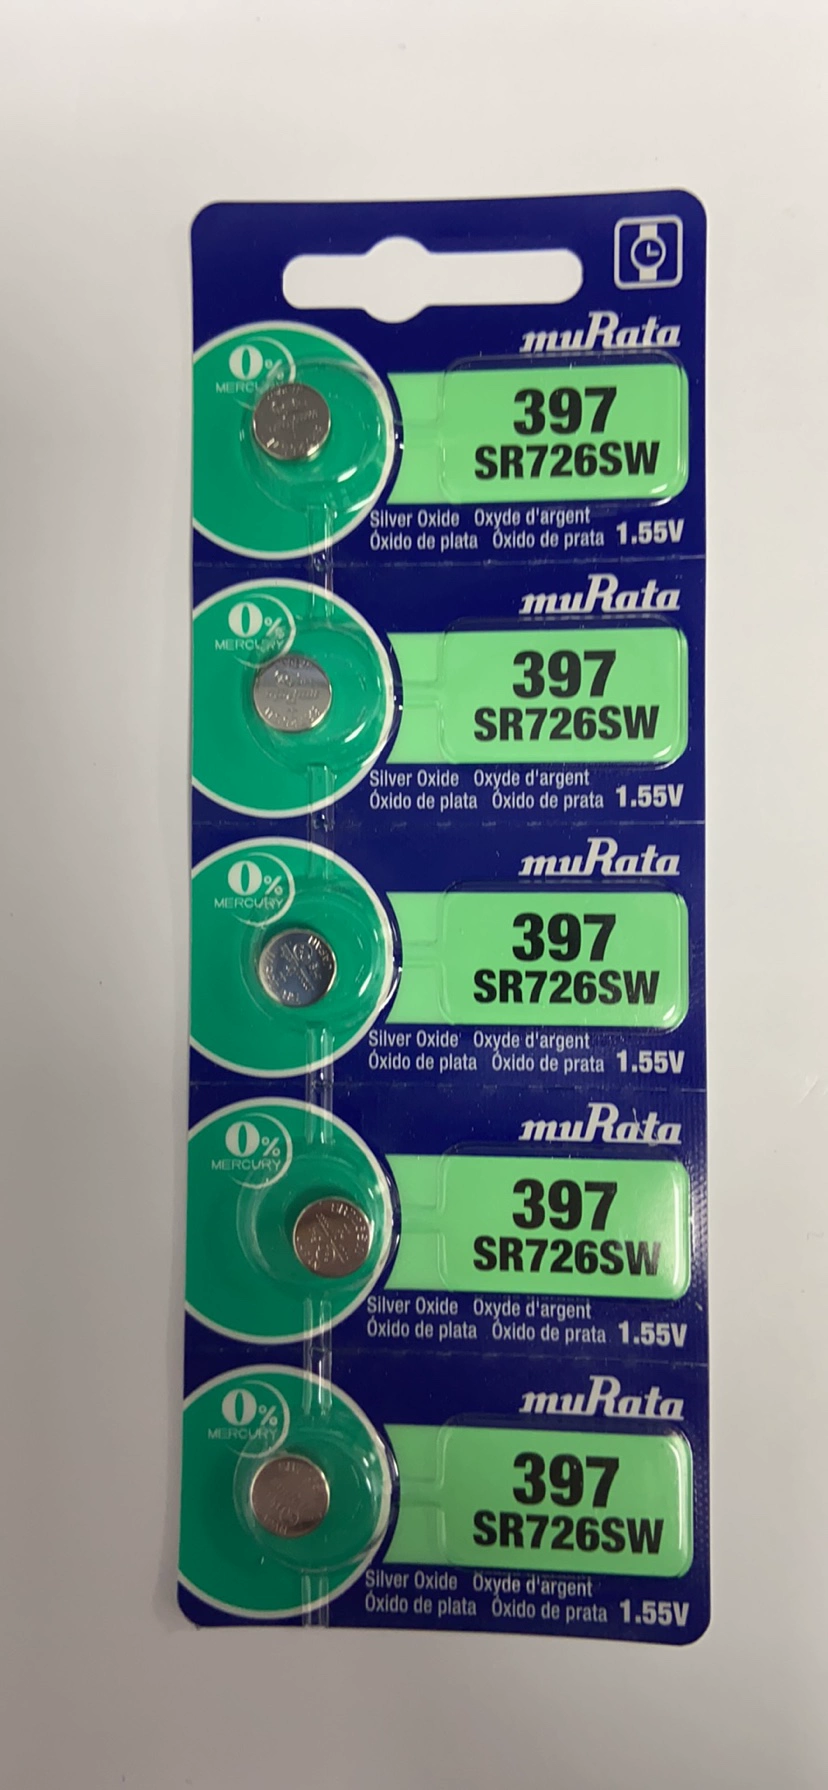 muRata
0%
MERCURY
397
SR726SW
Silver Oxide Oxyde d'argent
Óxido de plata Óxido de prata 1.55V
muRata
0%
MERCURY
397
SR726SW
Silver Oxide Oxyde d'argent
Óxido de plata Óxido de prata 1.55V
muRata
0%
MERCURY
397
SR726SW
Silver Oxide Oxyde d'argent
Óxido de plata Óxido de prata 1.55V
muRata
0%
MERCURY
397
SR726SW
Silver Oxide Oxyde d'argent
Óxido de plata Óxido de prata 1.55V
muRata
0%
MERCURY
397
SR726SW
Silver Oxide Oxyde d'argent
Óxido de plata Óxido de prata 1.55V